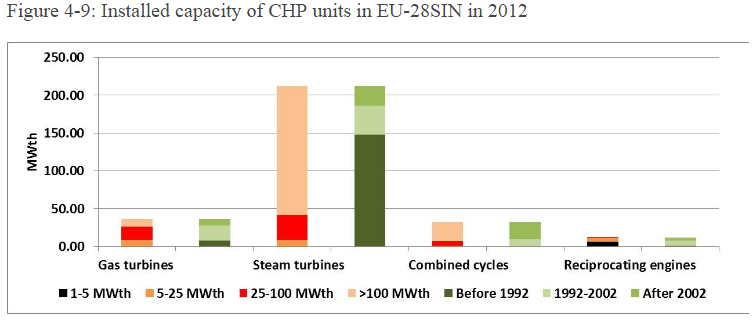 Figure 4-9: Installed capacity of CHP units in EU-28SIN in 2012
250.00
200.00
150.00
100.00
50.00
0.00
MWth
Gas turbines Steam turbines Combined cycles Reciprocating engines
1-5 MWth 5-25 MWth 25-100 MWth >100 MWth Before 1992 1992-2002 After 2002